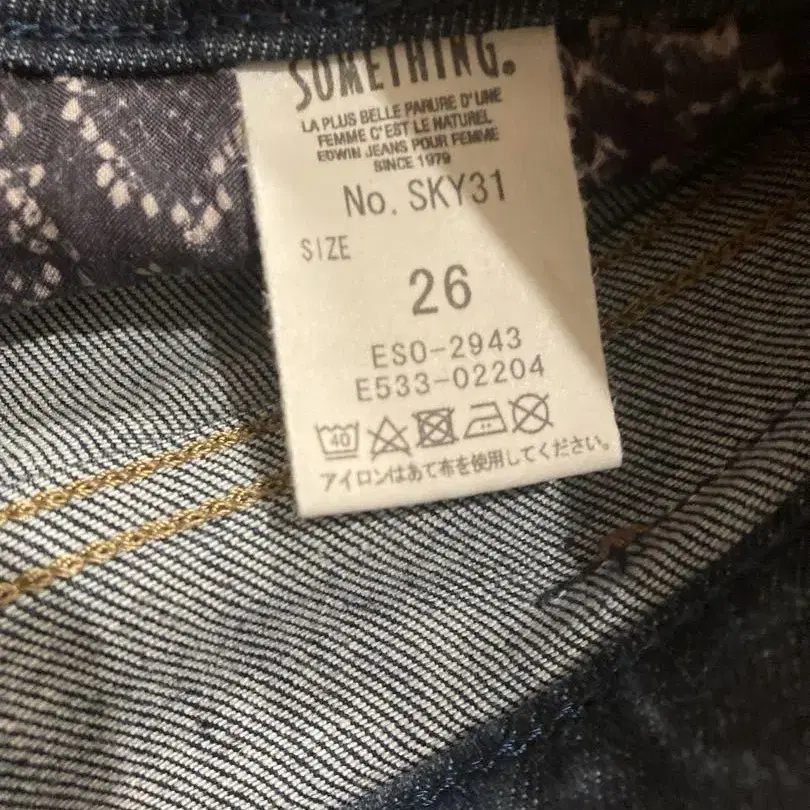 SOMETHING®
LA PLUS BELLE PARURE D'UNE
FEMME C'EST LE NATUREL
EDWIN JEANS POUR FEMME
SINCE 1979
No. SKY31
SIZE
26
ESO-2943
E533-02204
40
アイロンはあて布を使用してください。